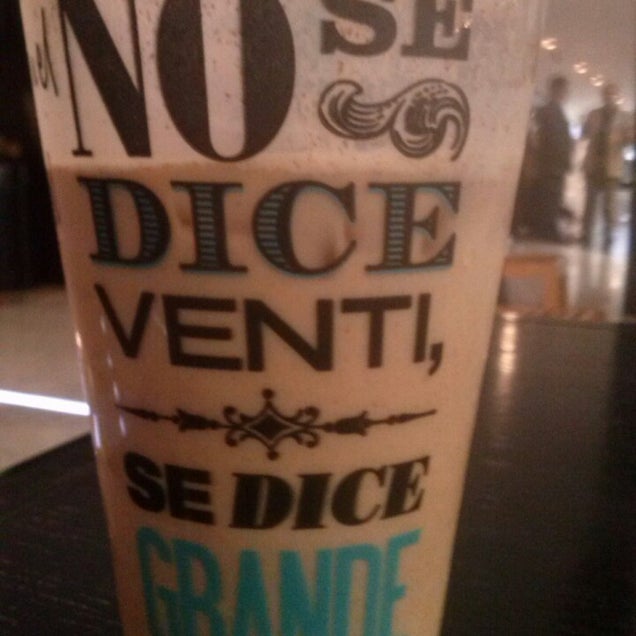 NO SE
DICE
VENTI,
SE DICE
GRANDE